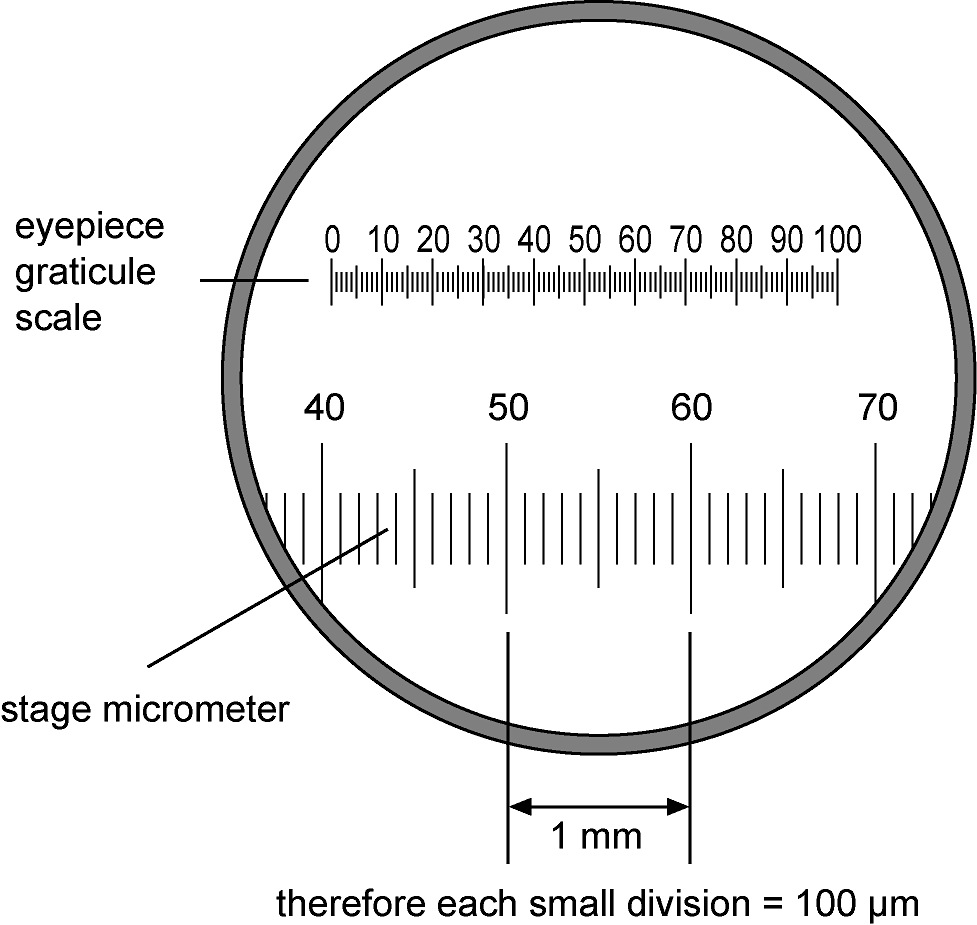 eyepiece
graticule
scale
0 10 20 30 40 50 60 70 80 90 100
40 50 60 70
stage micrometer
1 mm
therefore each small division = 100 µm